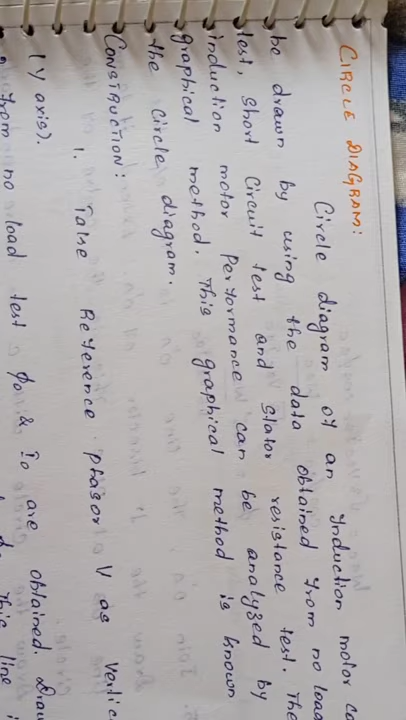 CIRCLE DIAGRAM:
Circle diagram of an Induction motor
be drawn by using the data obtained from no load
test, Short Circuit test and Stator resistance test. The
induction motor performance can be analyzed by
graphical method. This graphical method is known
the Circle diagram.
CONSTRUCTION:
1. Take Reference phasor V as
(Y axis).
from no load test ϕo & Io are obtained.
This line